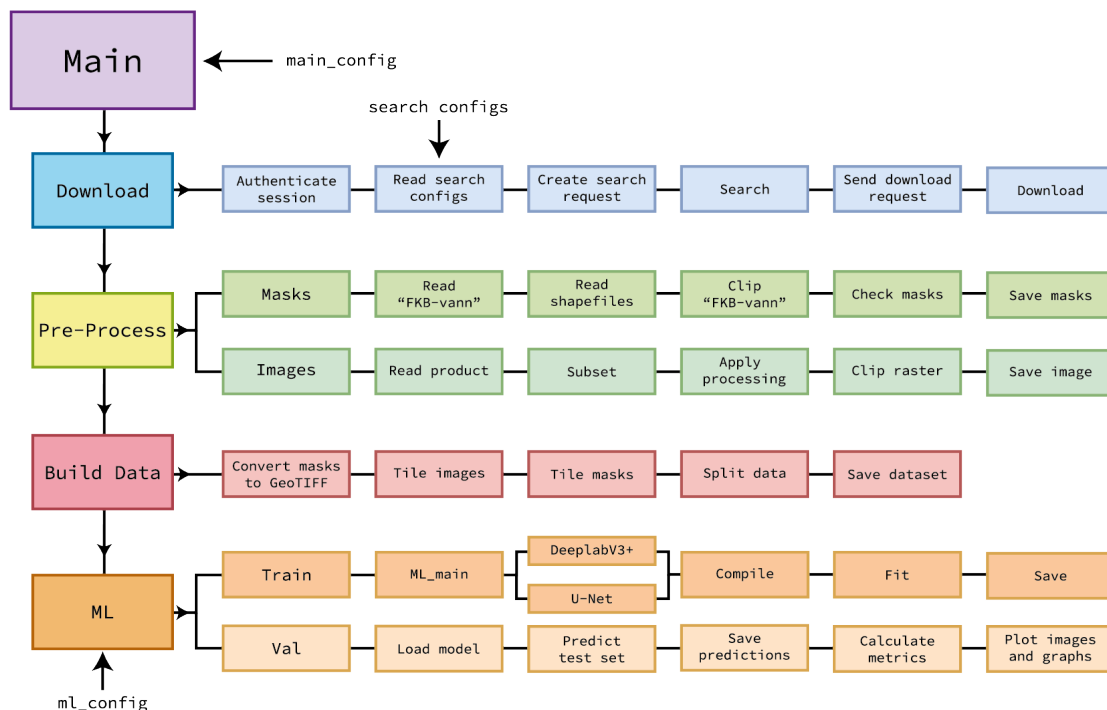 Main
main_config
search configs
Download
Authenticate
session
Read search
configs
Create search
request
Search
Send download
request
Download
Pre-Process
Masks
Read
“FKB-vann”
Read
shapefiles
Clip
“FKB-vann”
Check masks
Save masks
Images
Read product
Subset
Apply
processing
Clip raster
Save image
Build Data
Convert masks
to GeoTIFF
Tile images
Tile masks
Split data
Save dataset
ML
Train
ML_main
DeeplabV3+
U-Net
Compile
Fit
Save
Val
Load model
Predict
test set
Save
predictions
Calculate
metrics
Plot images
and graphs
ml_config